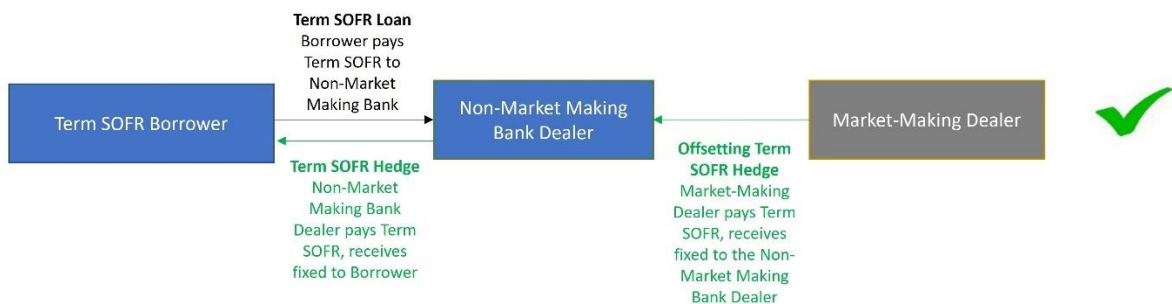 Term SOFR Loan
Borrower pays
Term SOFR to
Non-Market
Making Bank
Term SOFR Borrower
Non-Market Making
Bank Dealer
Market-Making Dealer
Term SOFR Hedge
Non-Market
Making Bank
Dealer pays Term
SOFR, receives
fixed to Borrower
Offsetting Term
SOFR Hedge
Market-Making
Dealer pays Term
SOFR, receives
fixed to the Non-
Market Making
Bank Dealer